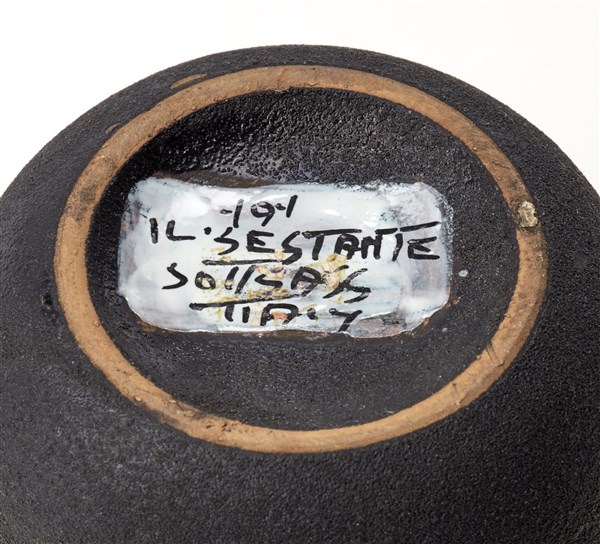 191
IL. SESTANTE
SOTTSASS
ITALY